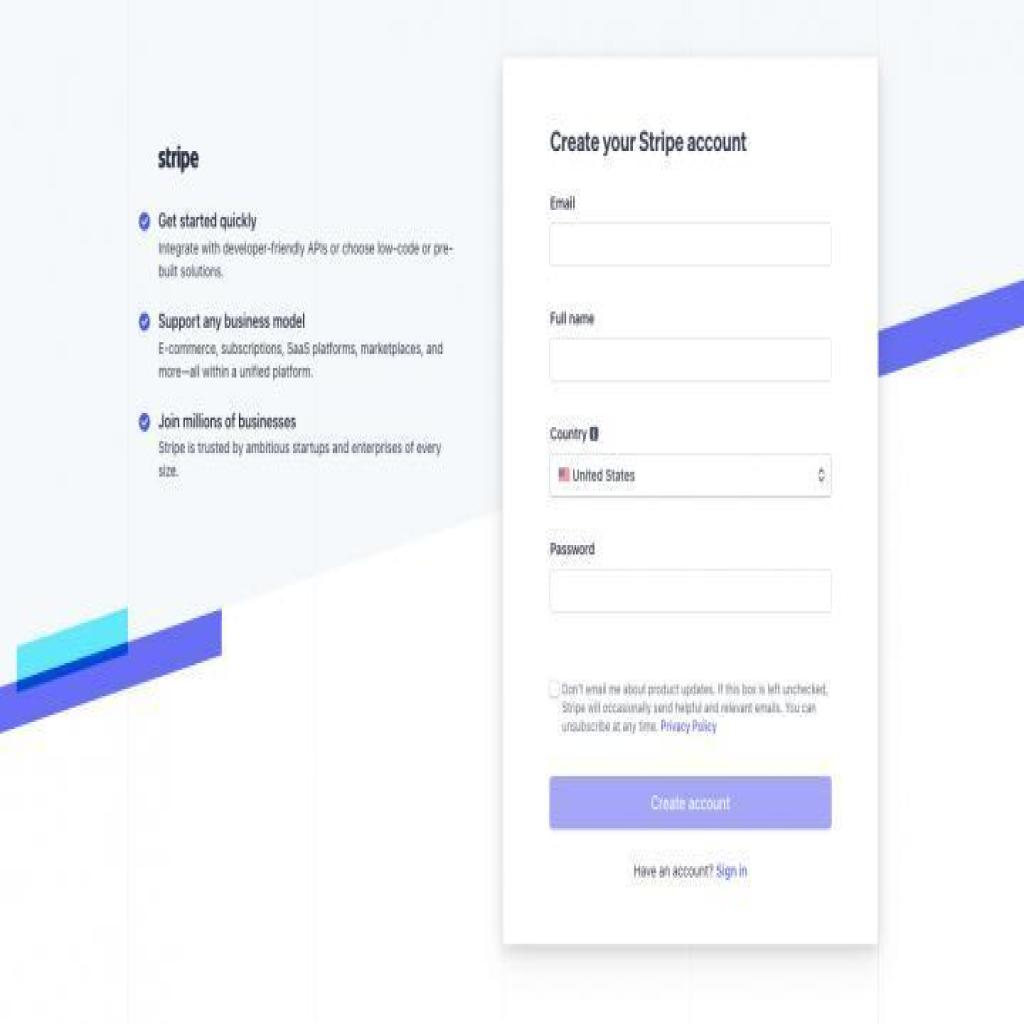 stripe
Get started quickly
Integrate with developer-friendly APIs or choose low-code or pre-
built solutions.
Support any business model
E-commerce, subscriptions, SaaS platforms, marketplaces, and
more—all within a unified platform.
Join millions of businesses
Stripe is trusted by ambitious startups and enterprises of every
size.
Create your Stripe account
Email
Full name
Country
United States
Password
Don't email me about product updates. If this box is left unchecked,
Stripe will occasionally send helpful and relevant emails. You can
unsubscribe at any time. Privacy Policy
Create account
Have an account? Sign in